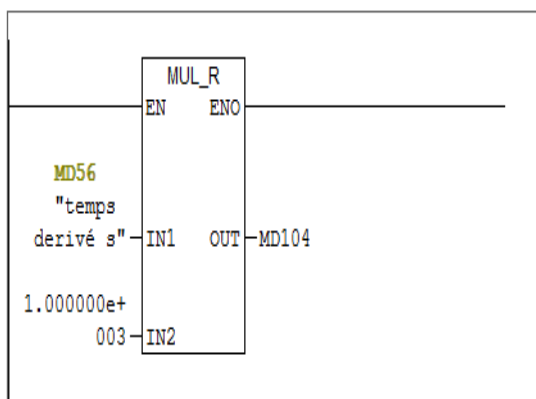 MUL_R
EN ENO
MD56
"temps
derivé s" IN1 OUT MD104
1.000000e+
003 IN2